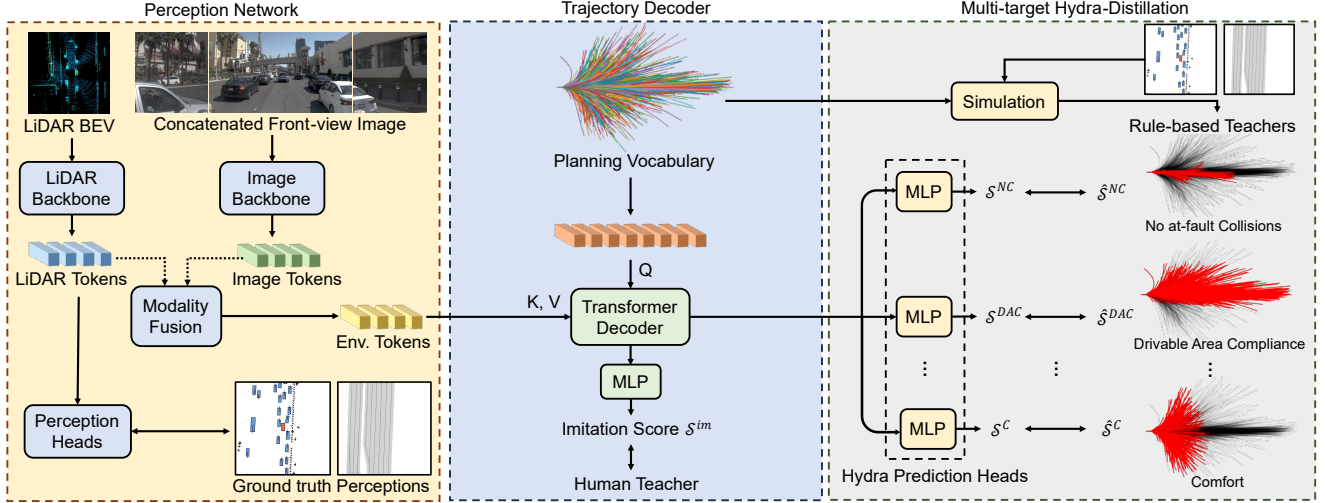 Perception Network
LiDAR BEV
Concatenated Front-view Image
LiDAR
Backbone
Image
Backbone
LiDAR Tokens
Image Tokens
Modality
Fusion
Env. Tokens
Perception
Heads
Ground truth Perceptions
Trajectory Decoder
Planning Vocabulary
Q
K, V
Transformer
Decoder
MLP
Imitation Score 𝒮^{im}
Human Teacher
Multi-target Hydra-Distillation
Simulation
Rule-based Teachers
MLP
𝒮^{NC}
𝒮̂^{NC}
No at-fault Collisions
MLP
𝒮^{DAC}
𝒮̂^{DAC}
Drivable Area Compliance
⋮
⋮
⋮
MLP
𝒮^{C}
𝒮̂^{C}
Comfort
Hydra Prediction Heads